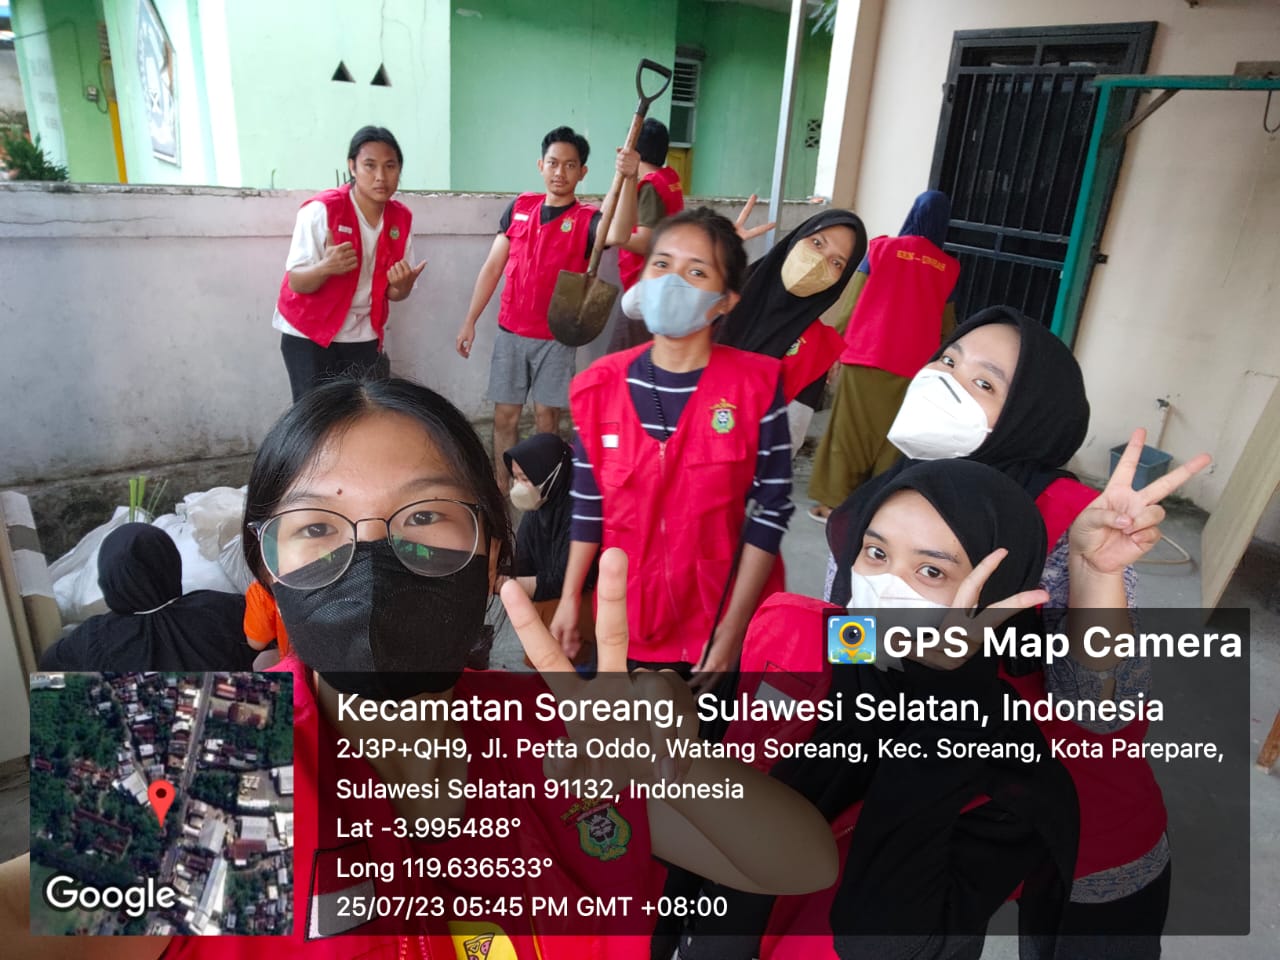 GPS Map Camera
Kecamatan Soreang, Sulawesi Selatan, Indonesia
2J3P+QH9, Jl. Petta Oddo, Watang Soreang, Kec. Soreang, Kota Parepare,
Sulawesi Selatan 91132, Indonesia
Lat -3.995488°
Long 119.636533°
25/07/23 05:45 PM GMT +08:00
Google